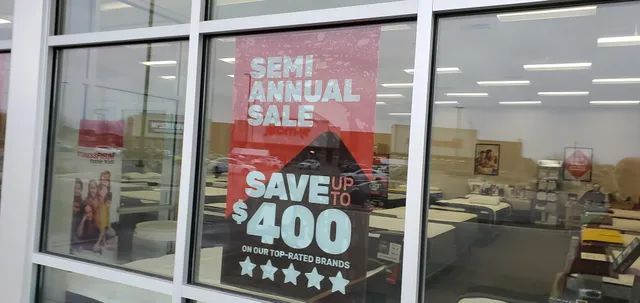 SEMI
ANNUAL
SALE
SAVE UP
TO
$400
ON OUR TOP-RATED BRANDS